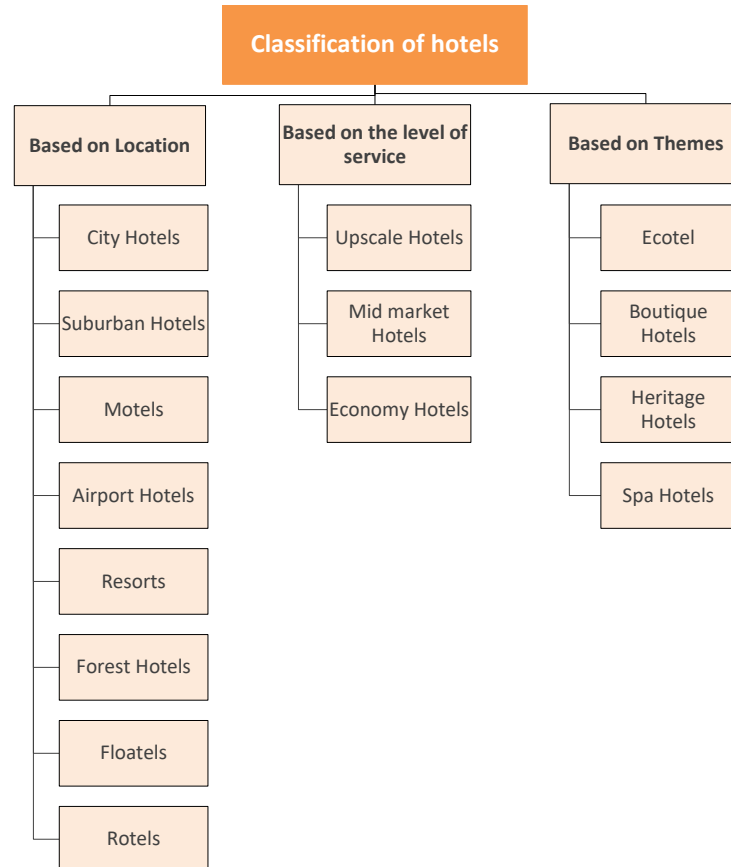 Classification of hotels
Based on Location
City Hotels
Suburban Hotels
Motels
Airport Hotels
Resorts
Forest Hotels
Floatels
Rotels
Based on the level of
service
Upscale Hotels
Mid market
Hotels
Economy Hotels
Based on Themes
Ecotel
Boutique
Hotels
Heritage
Hotels
Spa Hotels